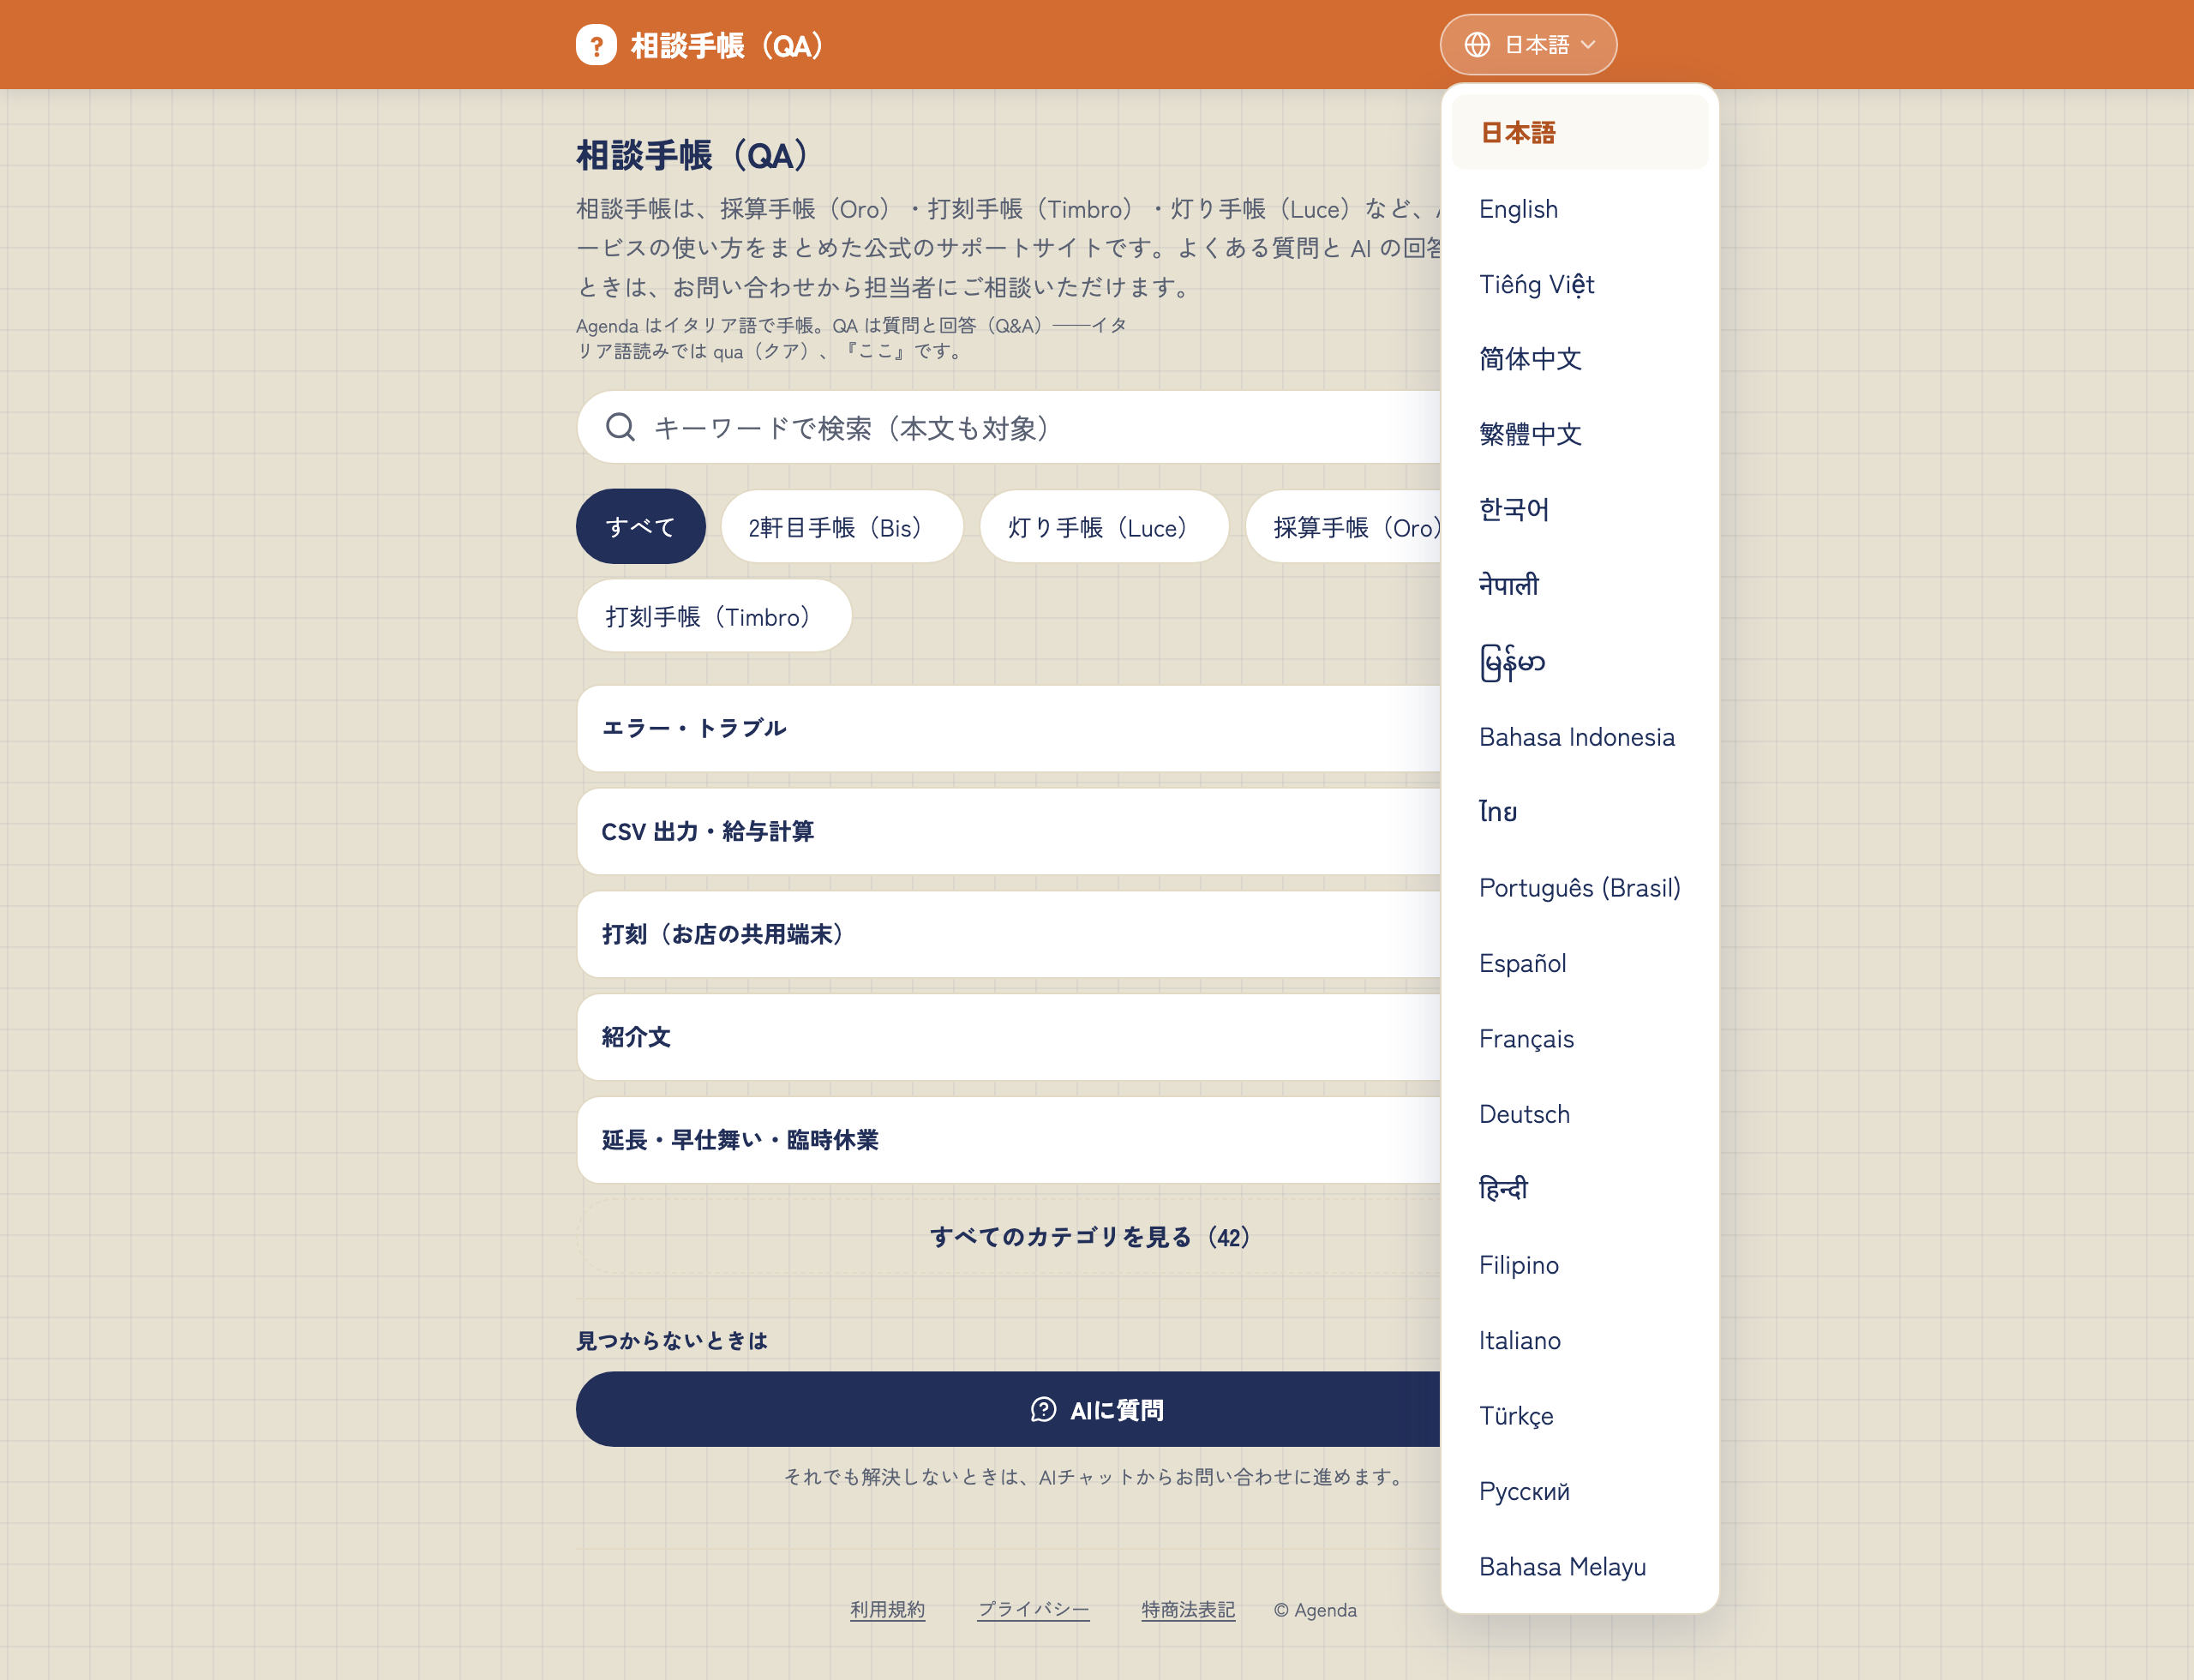 相談手帳（QA）
日本語
相談手帳（QA）
相談手帳は、採算手帳（Oro）・打刻手帳（Timbro）・灯り手帳（Luce）など、
ービスの使い方をまとめた公式のサポートサイトです。よくある質問と AI の回答
ときは、お問い合わせから担当者にご相談いただけます。
Agenda はイタリア語で手帳。QA は質問と回答（Q&A）——イタ
リア語読みでは qua（クア）、『ここ』です。
キーワードで検索（本文も対象）
すべて
2軒目手帳（Bis）
灯り手帳（Luce）
採算手帳（Oro）
打刻手帳（Timbro）
エラー・トラブル
CSV 出力・給与計算
打刻（お店の共用端末）
紹介文
延長・早仕舞い・臨時休業
すべてのカテゴリを見る（42）
見つからないときは
AIに質問
それでも解決しないときは、AIチャットからお問い合わせに進めます。
利用規約
プライバシー
特商法表記
© Agenda
日本語
English
Tiếng Việt
简体中文
繁體中文
한국어
नेपाली
မြန်မာ
Bahasa Indonesia
ไทย
Português (Brasil)
Español
Français
Deutsch
हिन्दी
Filipino
Italiano
Türkçe
Русский
Bahasa Melayu